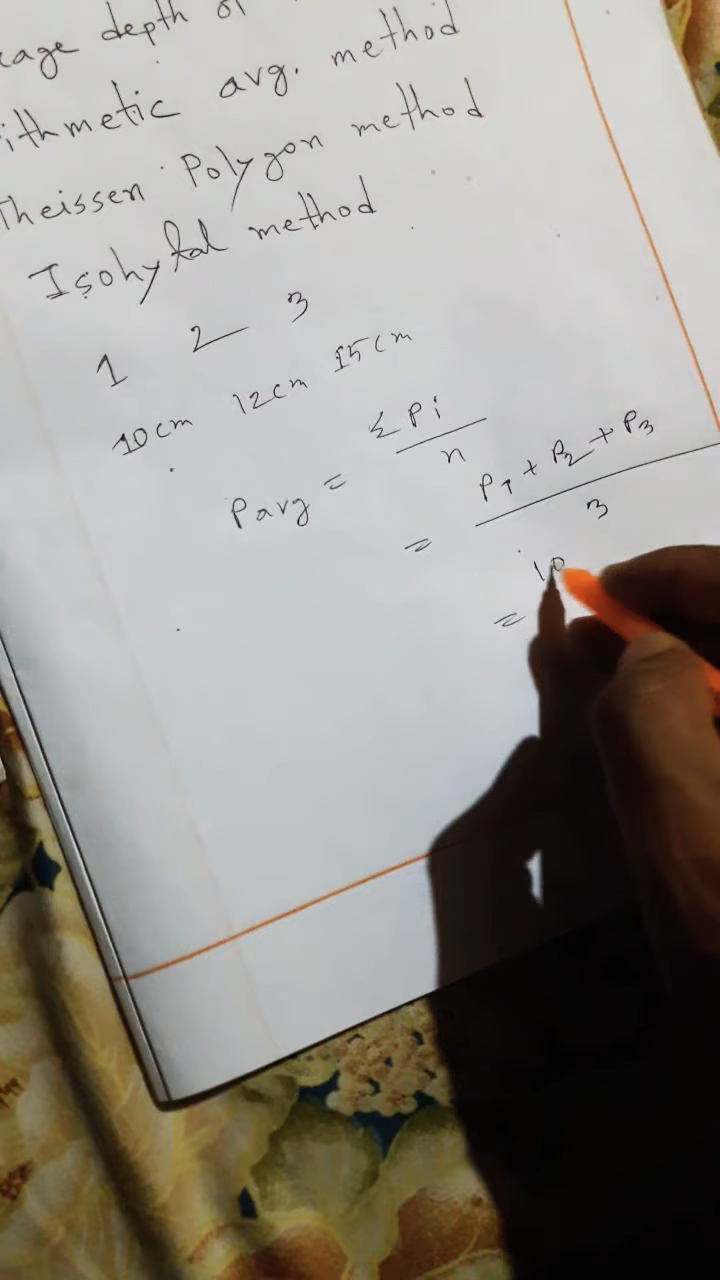 depth of
avg. method
Theissen Polygon method
Isohytal method
1 2 3
10cm 12cm 15cm
Pavg = Σ Pi / n
= P1 + P2 + P3 / 3
= 10